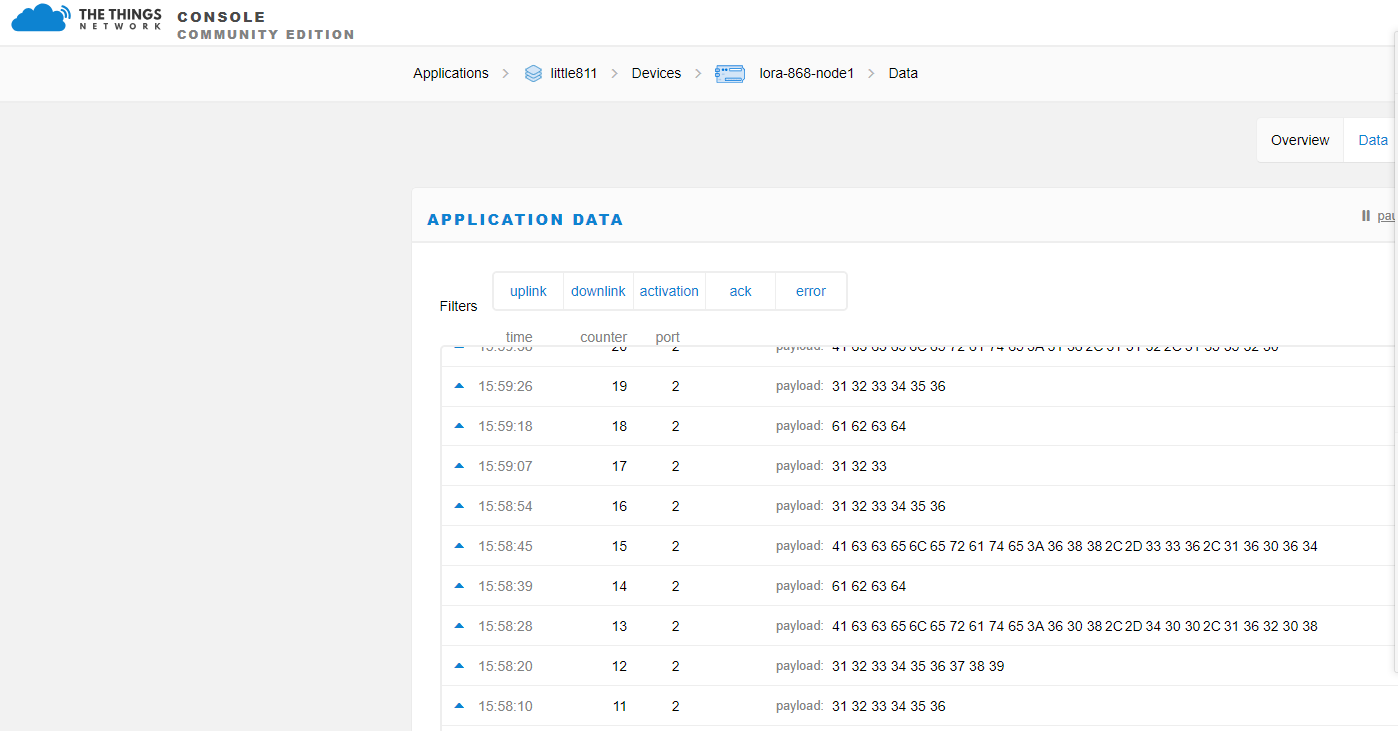 THE THINGS
NETWORK
CONSOLE
COMMUNITY EDITION
Applications little811 Devices lora-868-node1 Data
Overview Data
APPLICATION DATA
Filters uplink downlink activation ack error
time counter port
15:59:26 19 2 payload: 31 32 33 34 35 36
15:59:18 18 2 payload: 61 62 63 64
15:59:07 17 2 payload: 31 32 33
15:58:54 16 2 payload: 31 32 33 34 35 36
15:58:45 15 2 payload: 41 63 63 65 6C 65 72 61 74 65 3A 36 38 38 2C 2D 33 33 36 2C 31 36 30 36 34
15:58:39 14 2 payload: 61 62 63 64
15:58:28 13 2 payload: 41 63 63 65 6C 65 72 61 74 65 3A 36 30 38 2C 2D 34 30 30 2C 31 36 32 30 38
15:58:20 12 2 payload: 31 32 33 34 35 36 37 38 39
15:58:10 11 2 payload: 31 32 33 34 35 36